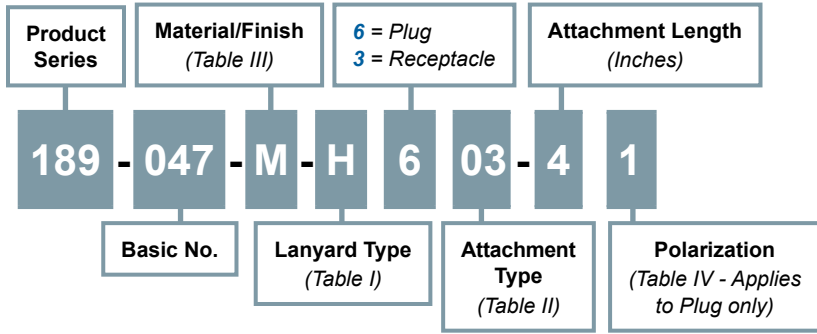 Product
Series
Material/Finish
(Table III)
6 = Plug
3 = Receptacle
Attachment Length
(Inches)
189 - 047 - M - H 6 03 - 4 1
Basic No.
Lanyard Type
(Table I)
Attachment
Type
(Table II)
Polarization
(Table IV - Applies
to Plug only)